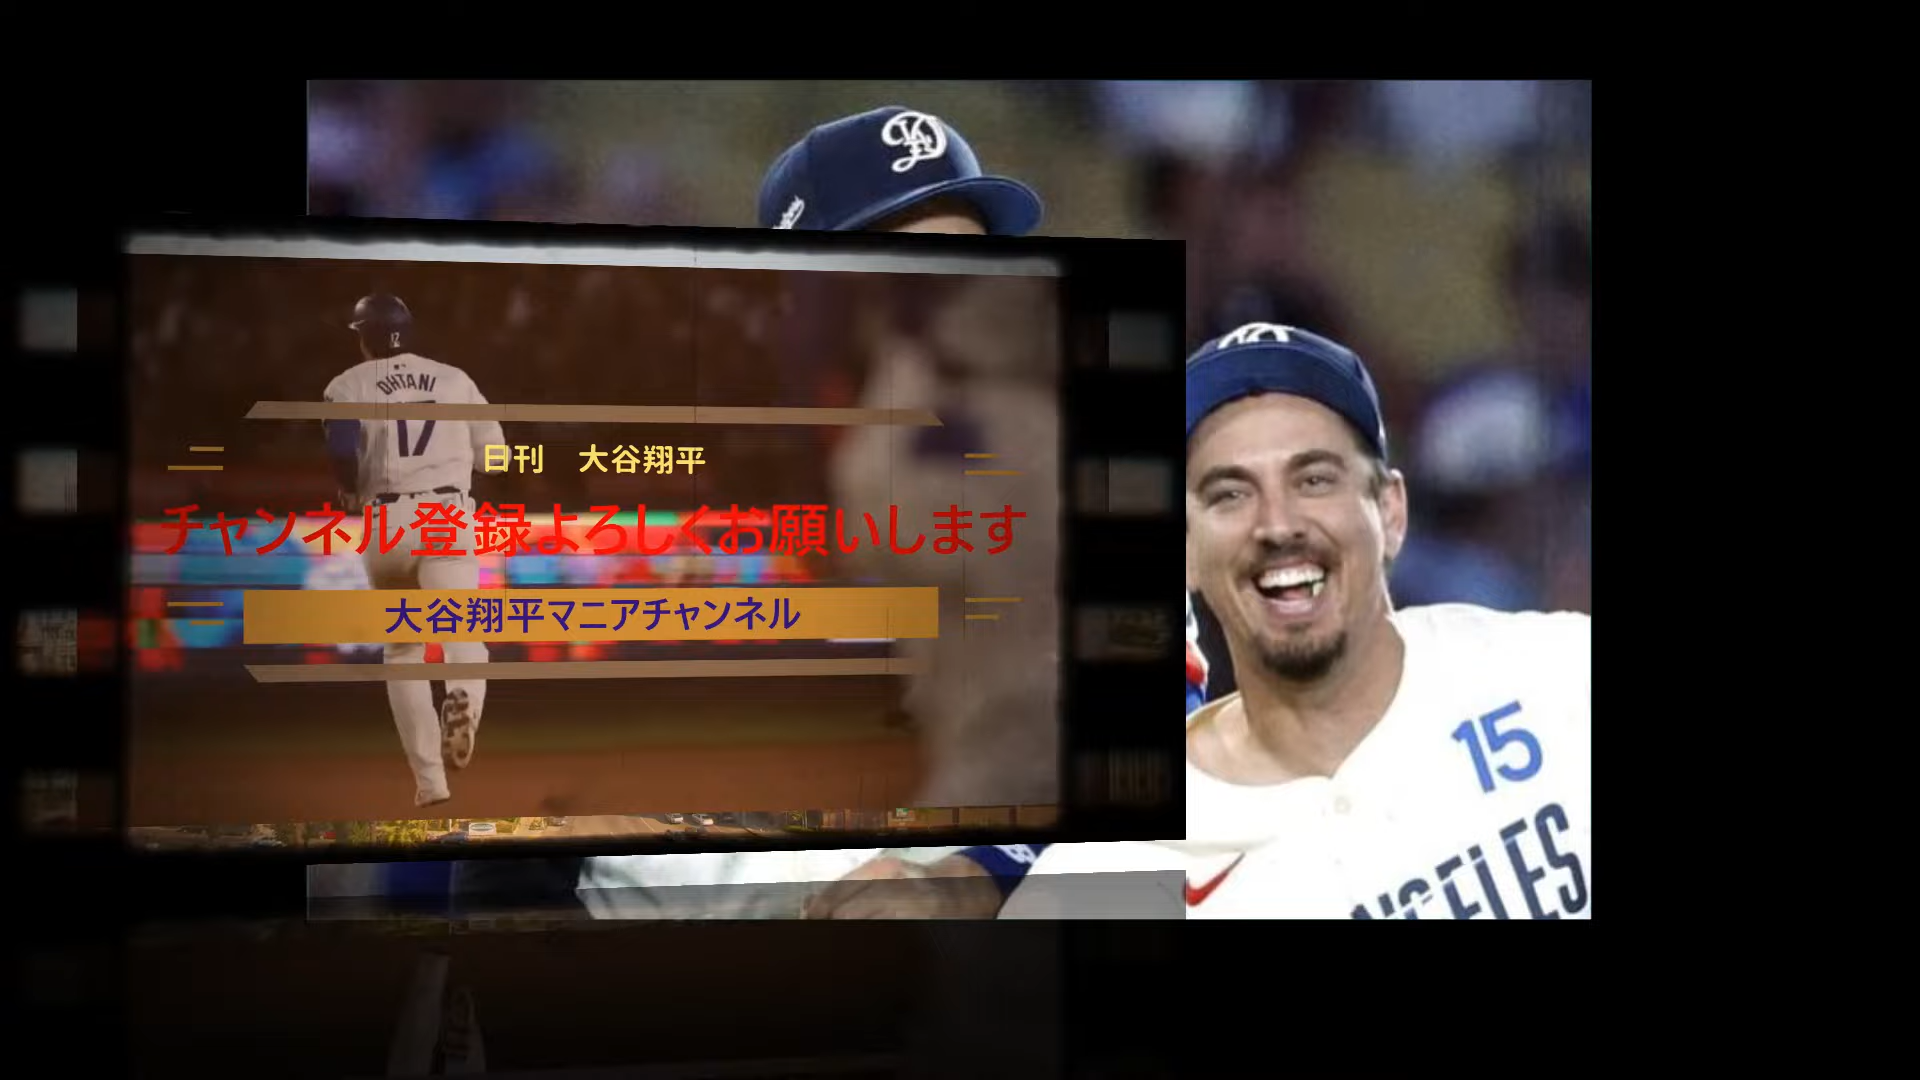 LAD
OHTANI
17
日刊　大谷翔平
チャンネル登録よろしくお願いします
大谷翔平マニアチャンネル
15
NGELES